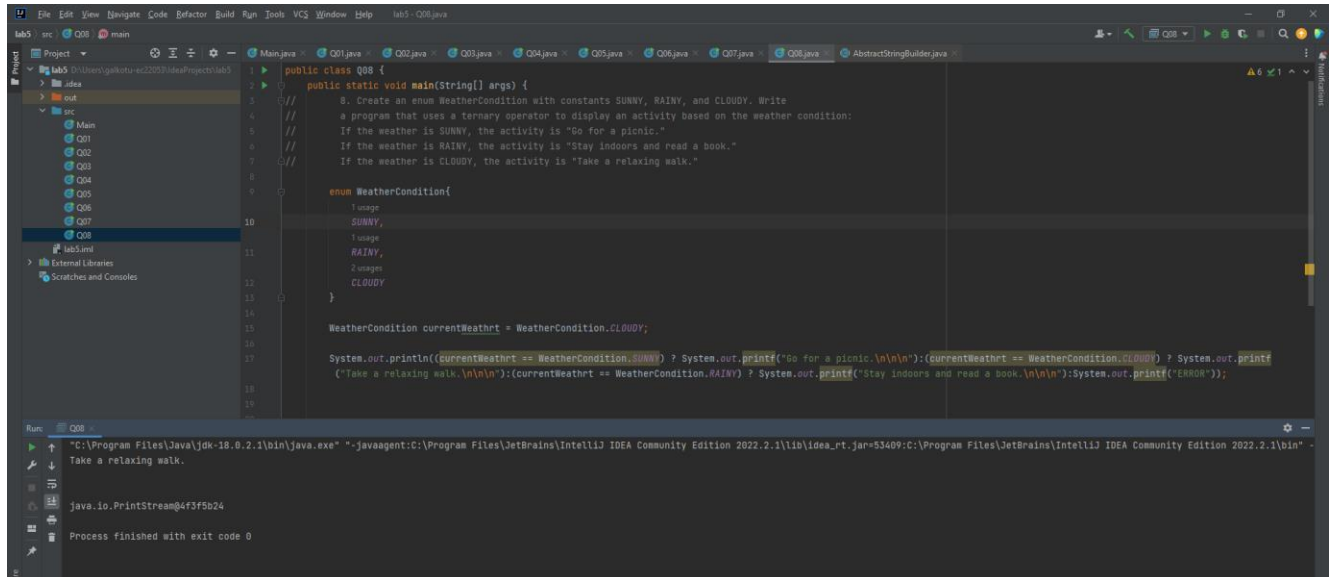 File Edit View Navigate Code Refactor Build Run Tools VCS Window Help lab5 - Q08.java
lab5 src Q08 main Q08
Project Main.java Q01.java Q02.java Q03.java Q04.java Q05.java Q06.java Q07.java Q08.java AbstractStringBuilder.java
Project
lab5 D:\Users\galkotu-ec22053\IdeaProjects\lab5
.idea
out
src
Main
Q01
Q02
Q03
Q04
Q05
Q06
Q07
Q08
lab5.iml
External Libraries
Scratches and Consoles
6 1
Notifications
1 public class Q08 {
2 public static void main(String[] args) {
3 // 8. Create an enum WeatherCondition with constants SUNNY, RAINY, and CLOUDY. Write
4 // a program that uses a ternary operator to display an activity based on the weather condition:
5 // If the weather is SUNNY, the activity is "Go for a picnic."
6 // If the weather is RAINY, the activity is "Stay indoors and read a book."
7 // If the weather is CLOUDY, the activity is "Take a relaxing walk."
8
9 enum WeatherCondition{
1 usage
10 SUNNY,
1 usage
11 RAINY,
2 usages
12 CLOUDY
13 }
14
15 WeatherCondition currentWeathrt = WeatherCondition.CLOUDY;
16
17 System.out.println((currentWeathrt == WeatherCondition.SUNNY) ? System.out.printf("Go for a picnic.\n\n\n"):(currentWeathrt == WeatherCondition.CLOUDY) ? System.out.printf
("Take a relaxing walk.\n\n\n"):(currentWeathrt == WeatherCondition.RAINY) ? System.out.printf("Stay indoors and read a book.\n\n\n"):System.out.printf("ERROR"));
18
19
Run: Q08
"C:\Program Files\Java\jdk-18.0.2.1\bin\java.exe" "-javaagent:C:\Program Files\JetBrains\IntelliJ IDEA Community Edition 2022.2.1\lib\idea_rt.jar=53409:C:\Program Files\JetBrains\IntelliJ IDEA Community Edition 2022.2.1\bin" -
Take a relaxing walk.
java.io.PrintStream@4f3f5b24
Process finished with exit code 0